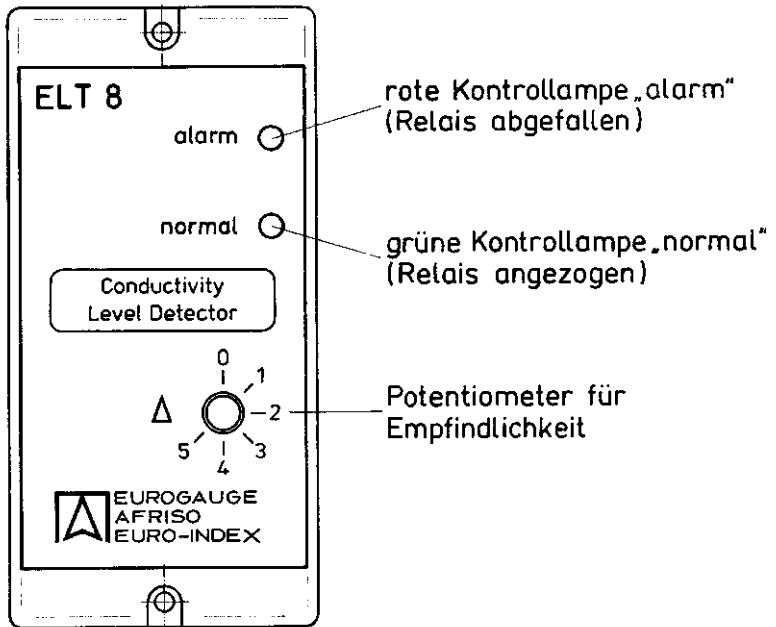 ELT 8
alarm
normal
Conductivity
Level Detector
0
1
2
3
4
5
Δ
EUROGAUGE
AFRISO
EURO-INDEX
rote Kontrollampe „alarm“
(Relais abgefallen)
grüne Kontrollampe „normal“
(Relais angezogen)
Potentiometer für
Empfindlichkeit